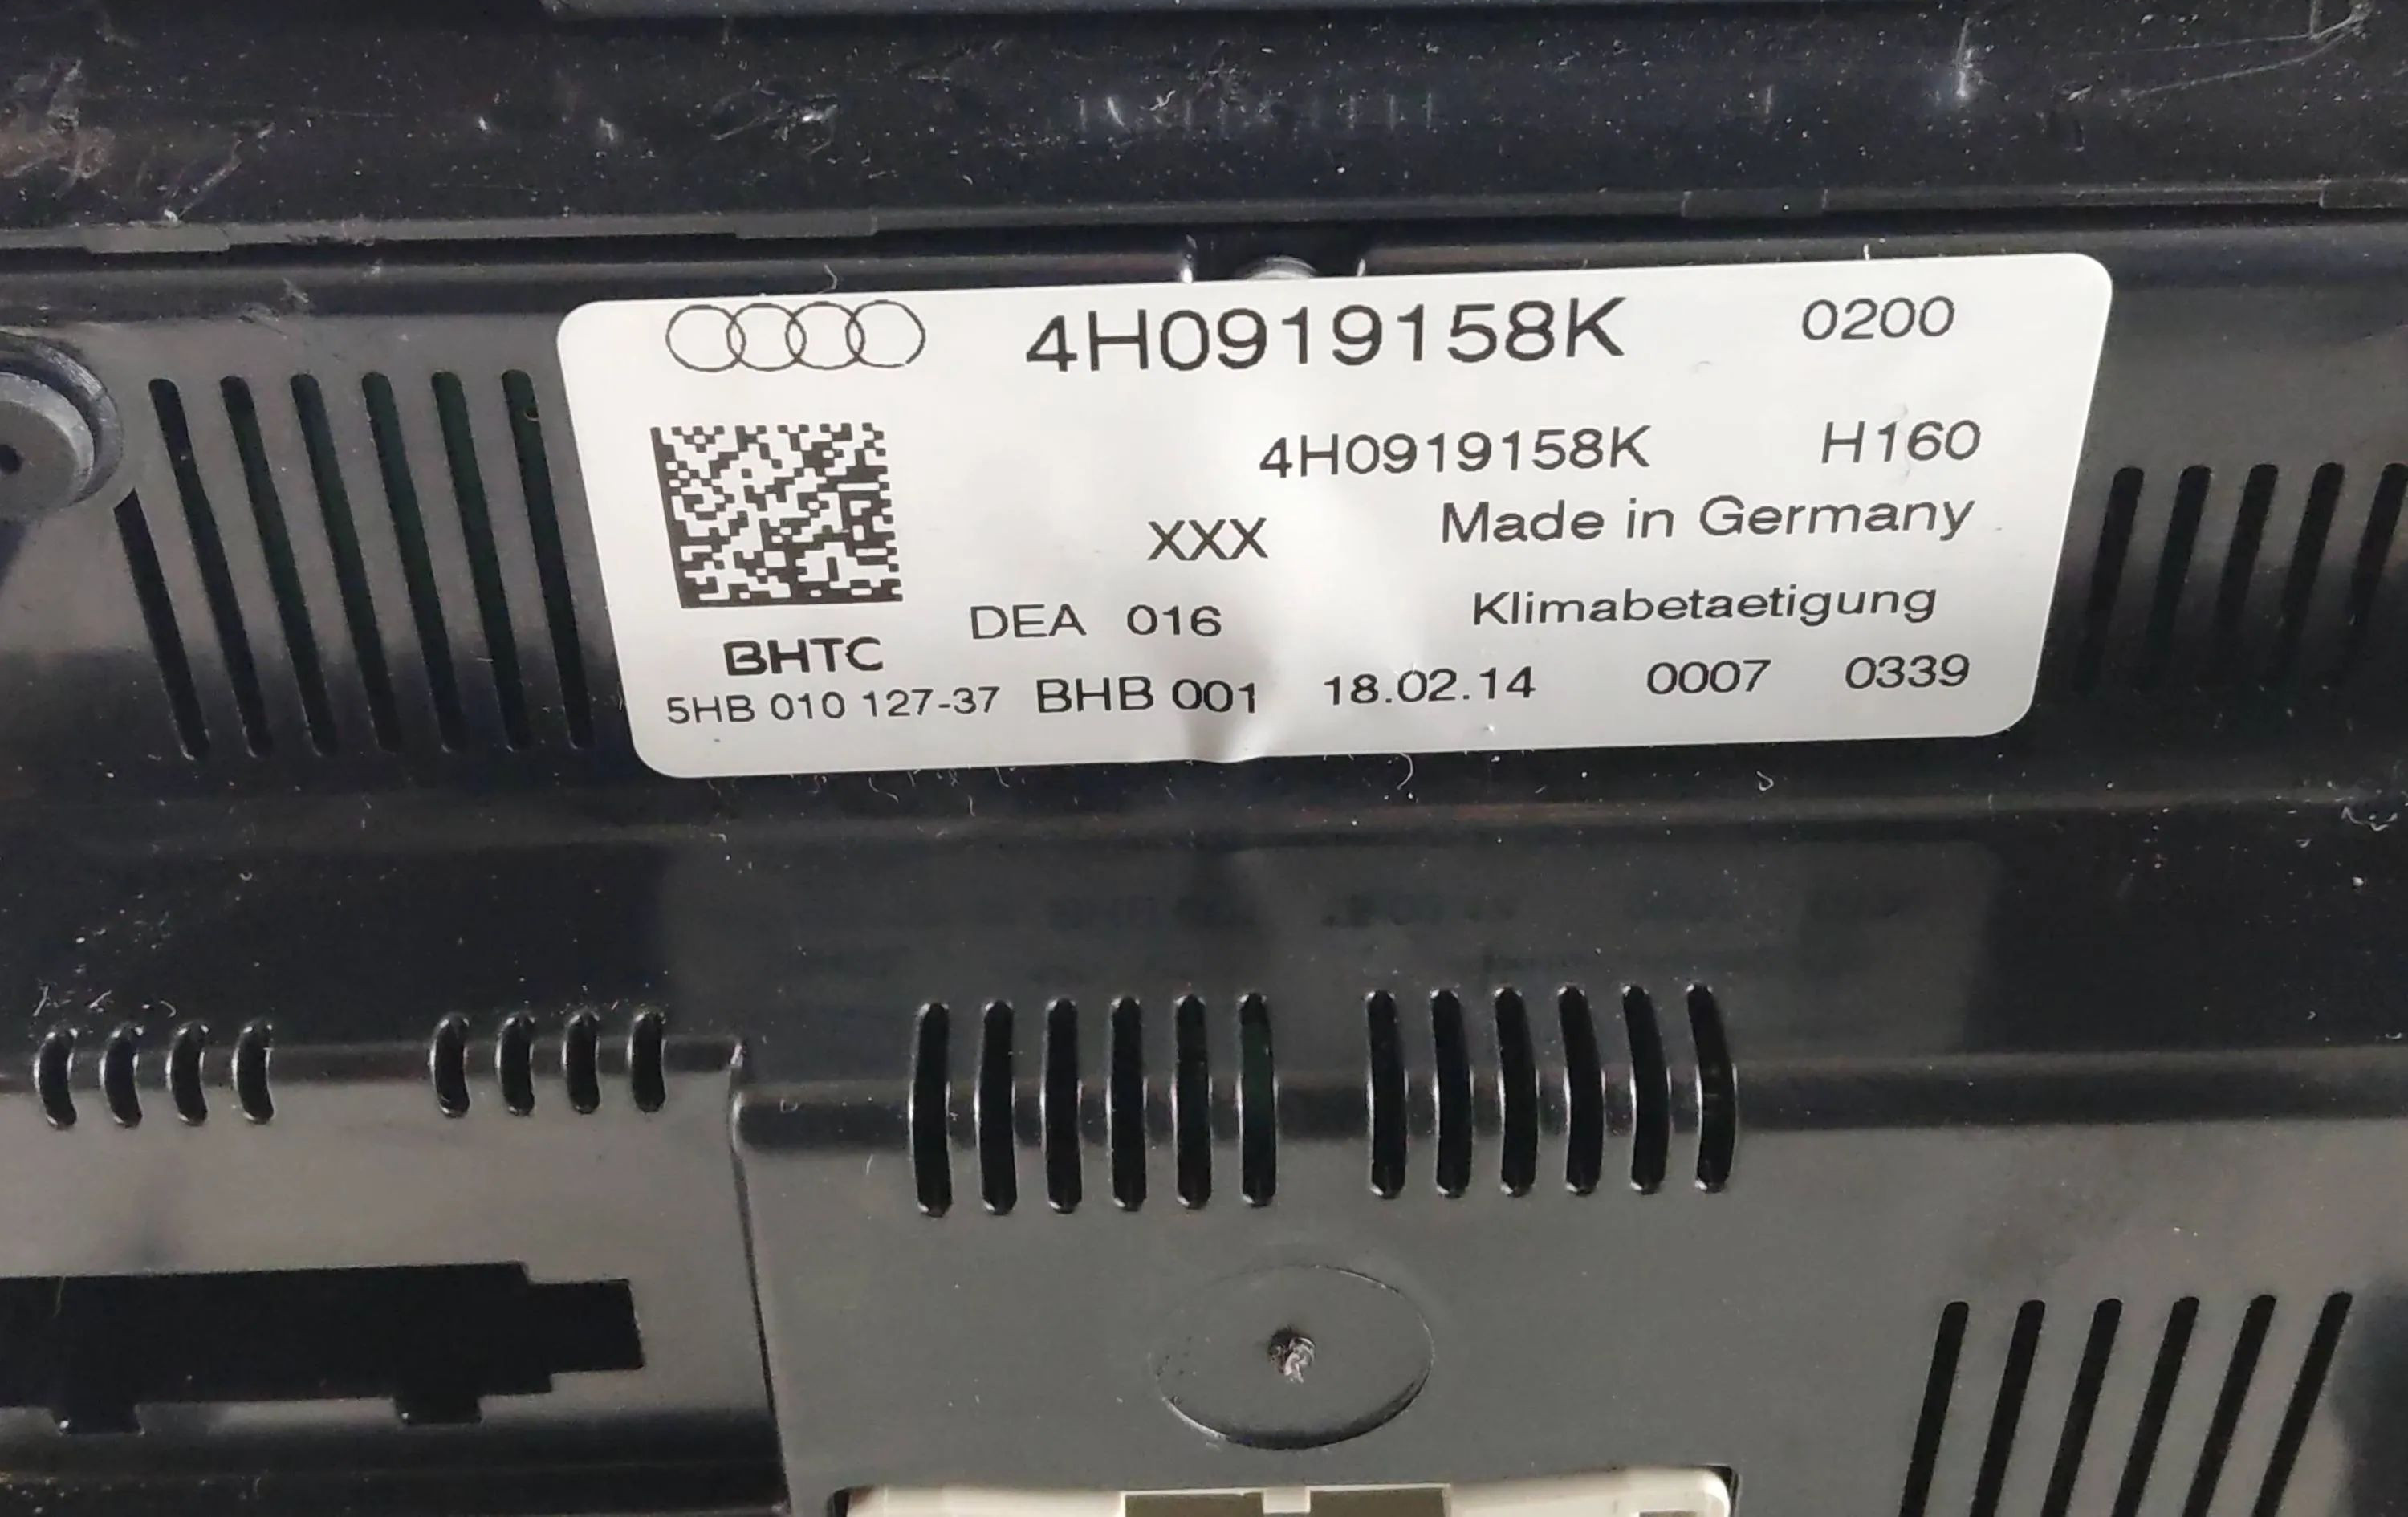 4H0919158K 0200
4H0919158K H160
XXX Made in Germany
DEA 016 Klimabetaetigung
BHTC
5HB 010 127-37 BHB 001 18.02.14 0007 0339